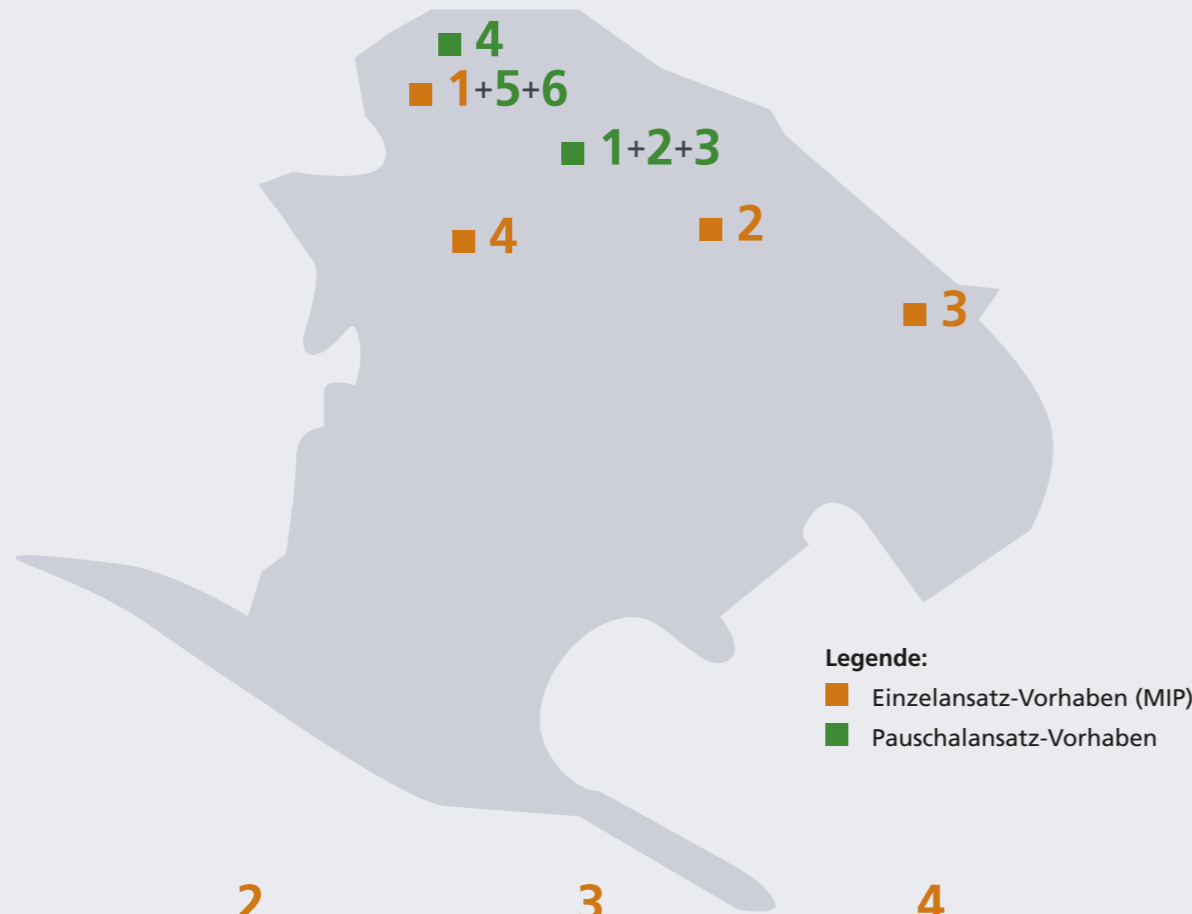 4
1+5+6
1+2+3
2
4
3
Legende:
Einzelansatz-Vorhaben (MIP)
Pauschalansatz-Vorhaben
2 3 4